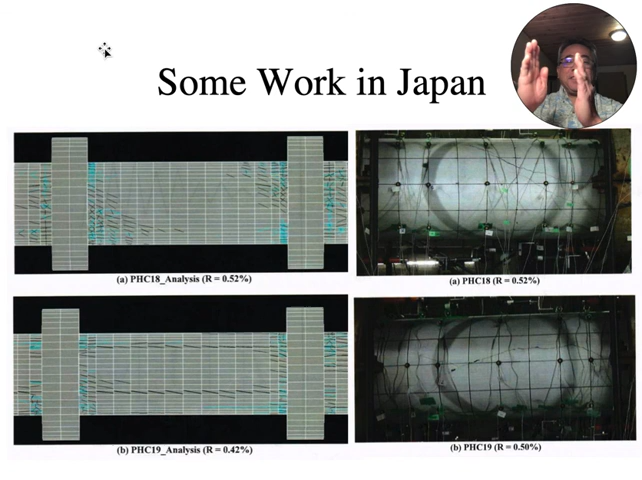 Some Work in Japan
(a) PHC18_Analysis (R = 0.52%)
(a) PHC18 (R = 0.52%)
(b) PHC19_Analysis (R = 0.42%)
(b) PHC19 (R = 0.50%)